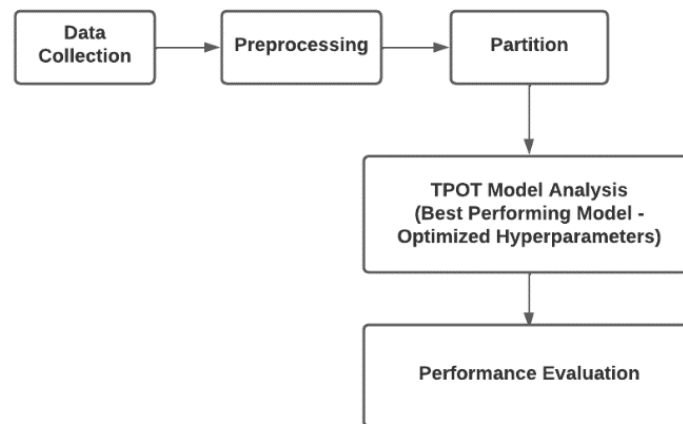 Data
Collection
Preprocessing
Partition
TPOT Model Analysis
(Best Performing Model -
Optimized Hyperparameters)
Performance Evaluation